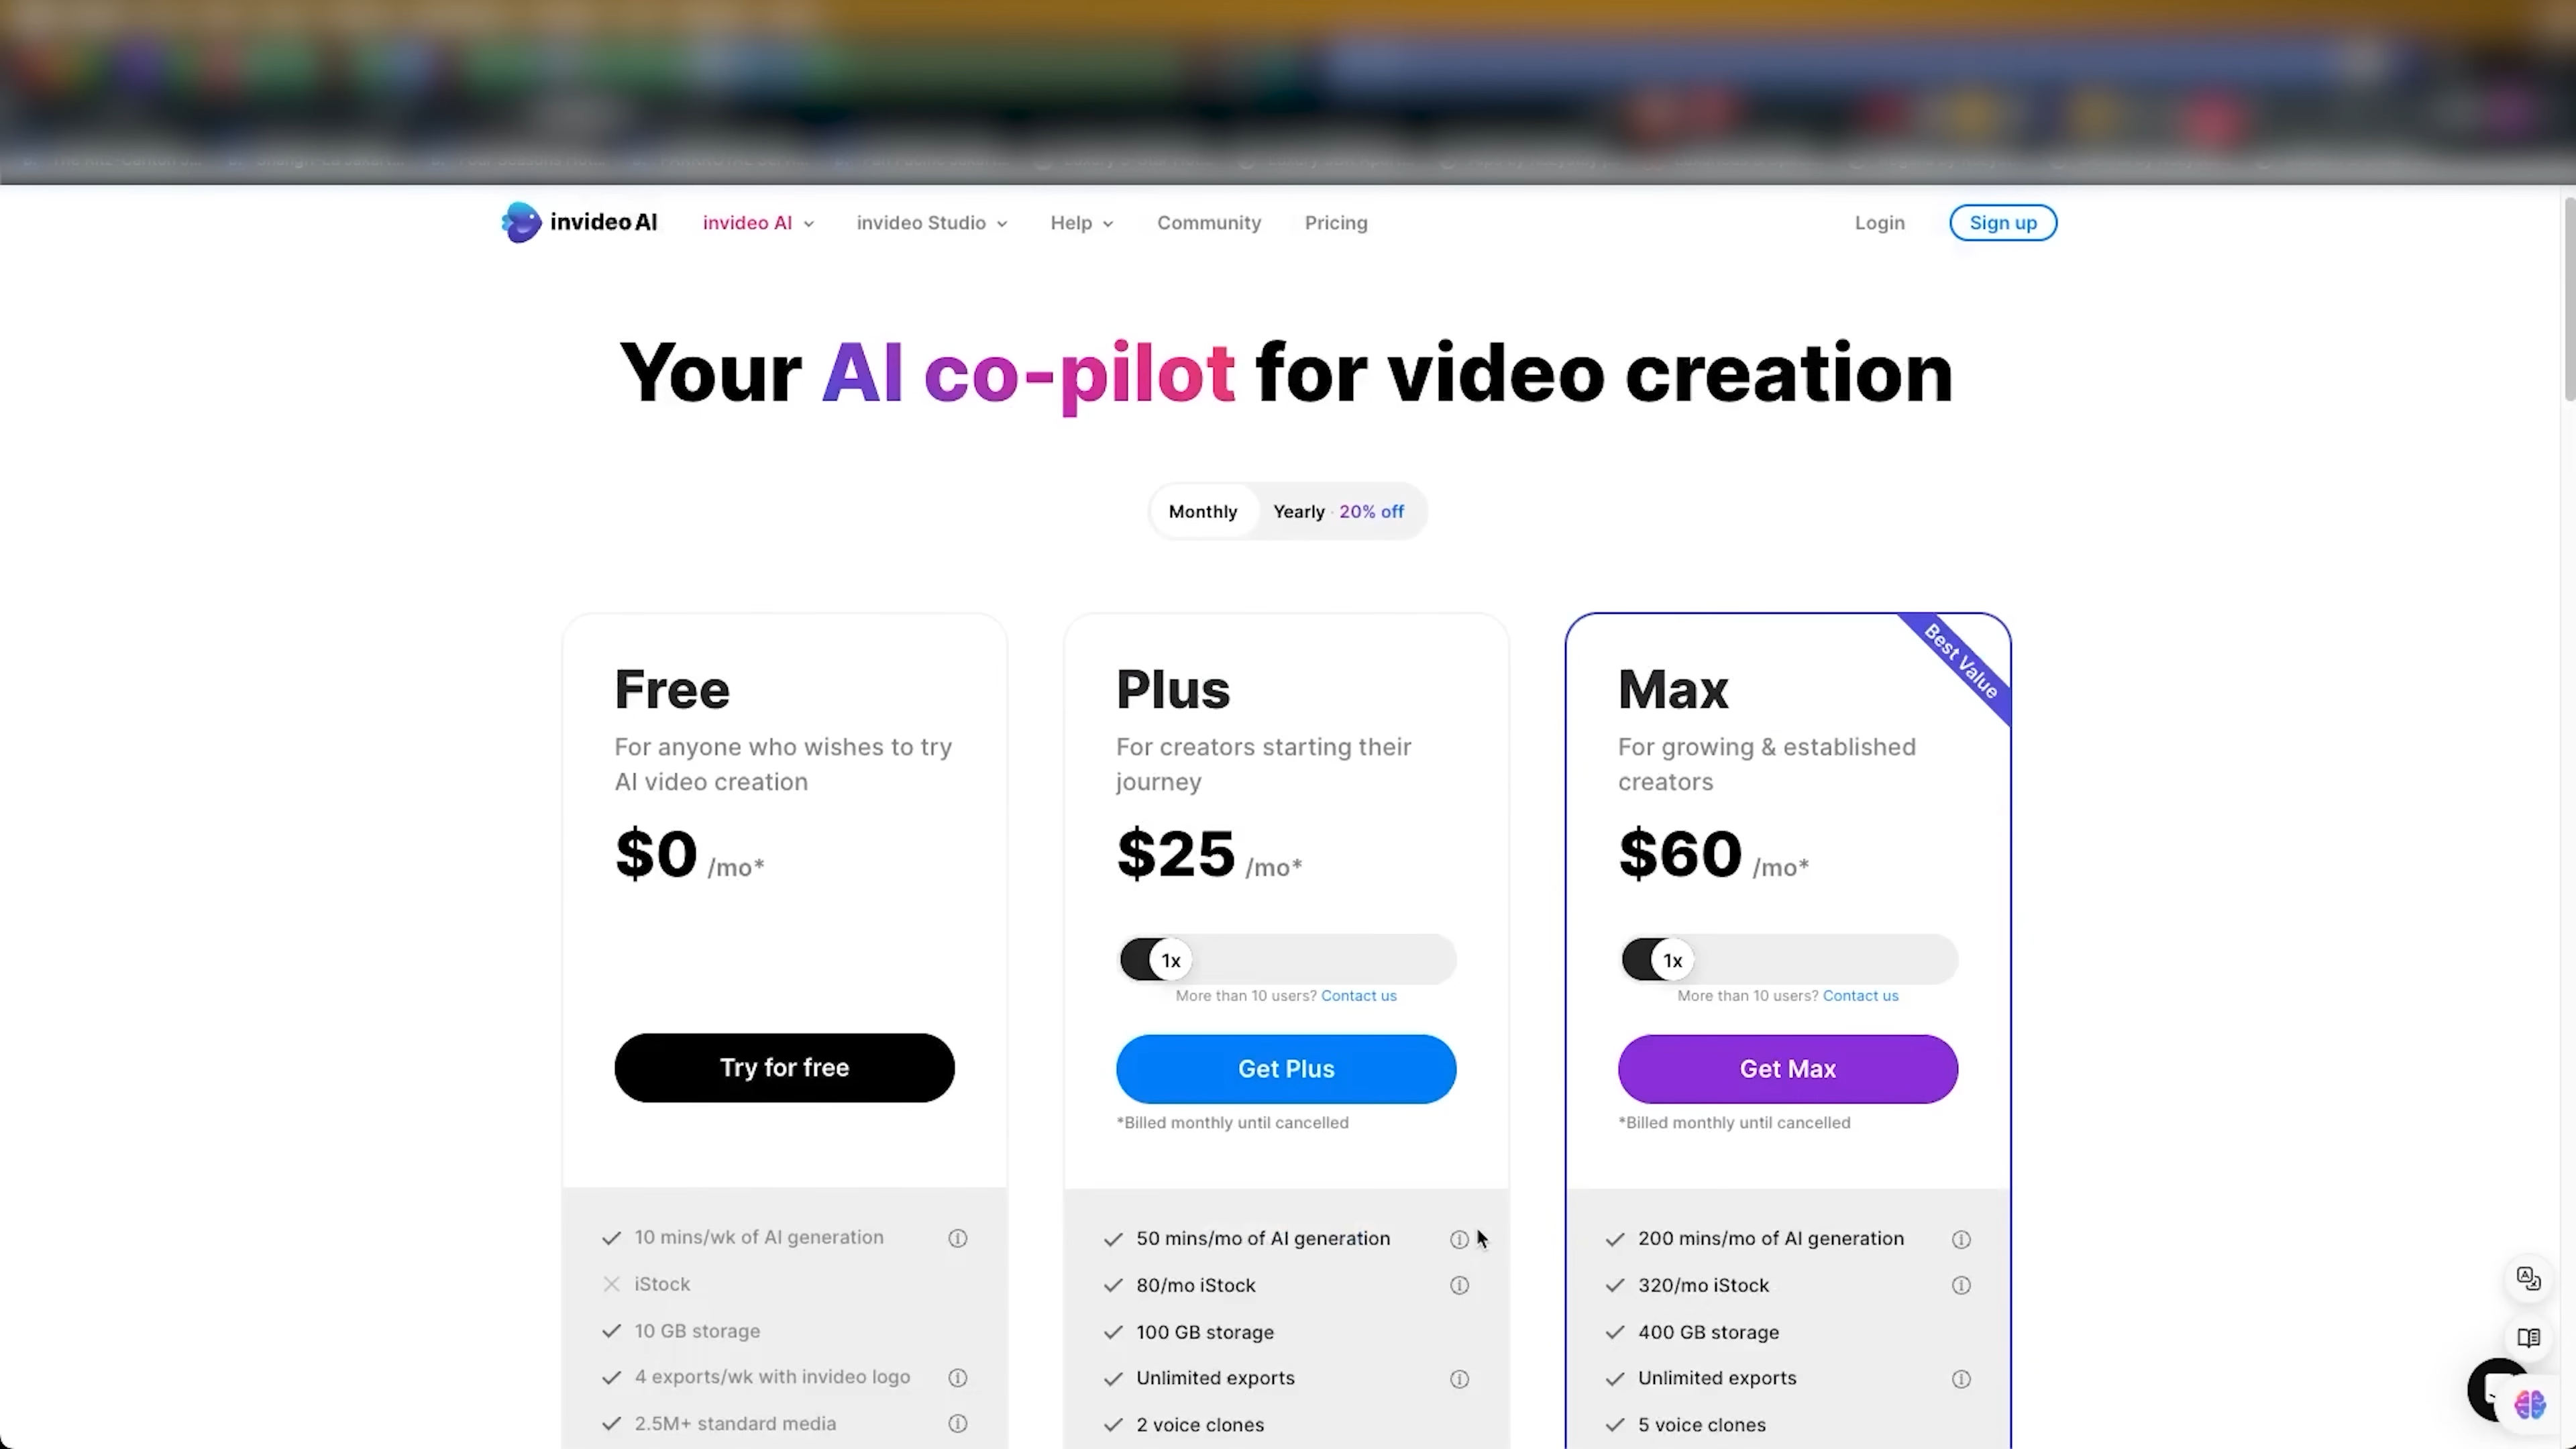 invideo AI
invideo AI
invideo Studio
Help
Community
Pricing
Login
Sign up
Your AI co-pilot for video creation
Monthly
Yearly · 20% off
Free
For anyone who wishes to try
AI video creation
$0 /mo*
Try for free
10 mins/wk of AI generation
iStock
10 GB storage
4 exports/wk with invideo logo
2.5M+ standard media
Plus
For creators starting their
journey
$25 /mo*
1x
More than 10 users? Contact us
Get Plus
*Billed monthly until cancelled
50 mins/mo of AI generation
80/mo iStock
100 GB storage
Unlimited exports
2 voice clones
Best Value
Max
For growing & established
creators
$60 /mo*
1x
More than 10 users? Contact us
Get Max
*Billed monthly until cancelled
200 mins/mo of AI generation
320/mo iStock
400 GB storage
Unlimited exports
5 voice clones